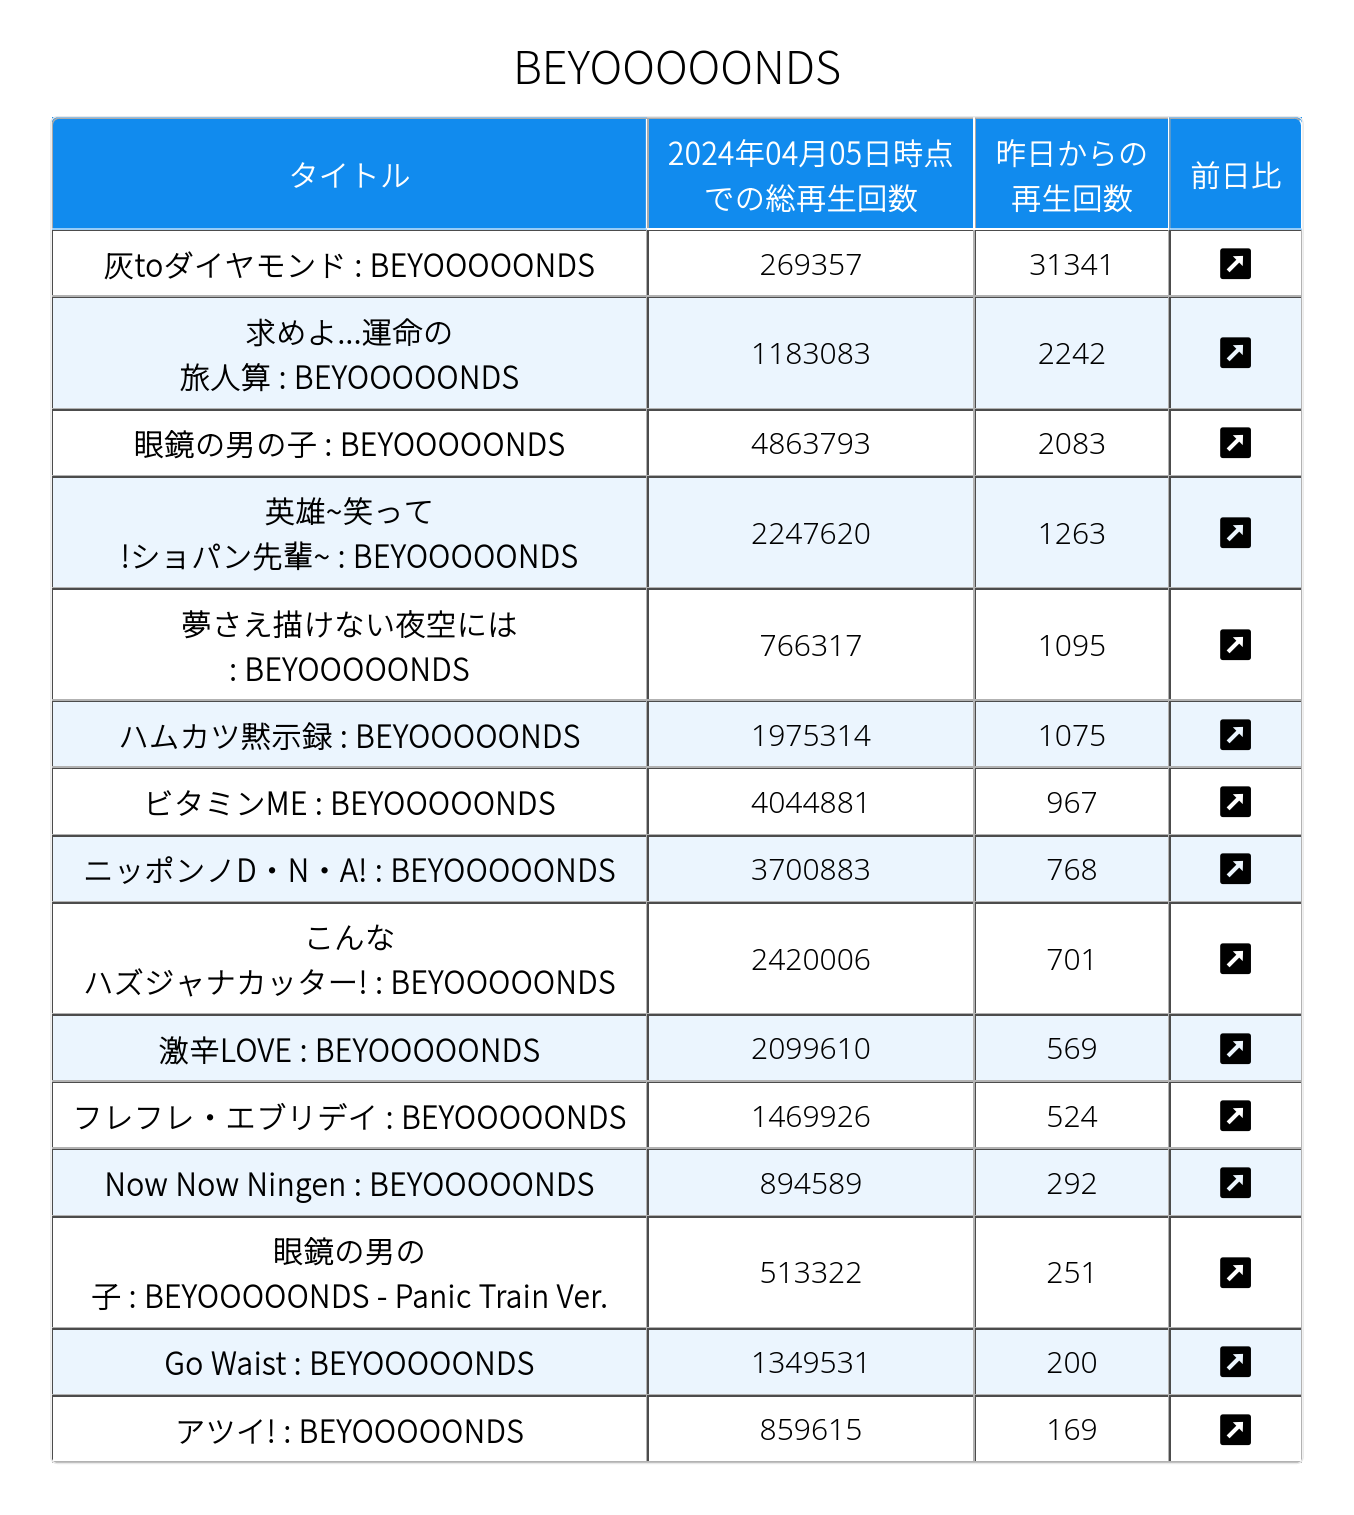 BEYOOOOONDS
タイトル
2024年04月05日時点
での総再生回数
昨日からの
再生回数
前日比
灰toダイヤモンド : BEYOOOOONDS
269357
31341
求めよ...運命の
旅人算 : BEYOOOOONDS
1183083
2242
眼鏡の男の子 : BEYOOOOONDS
4863793
2083
英雄~笑って
!ショパン先輩~ : BEYOOOOONDS
2247620
1263
夢さえ描けない夜空には
: BEYOOOOONDS
766317
1095
ハムカツ黙示録 : BEYOOOOONDS
1975314
1075
ビタミンME : BEYOOOOONDS
4044881
967
ニッポンノD・N・A! : BEYOOOOONDS
3700883
768
こんな
ハズジャナカッター! : BEYOOOOONDS
2420006
701
激辛LOVE : BEYOOOOONDS
2099610
569
フレフレ・エブリデイ : BEYOOOOONDS
1469926
524
Now Now Ningen : BEYOOOOONDS
894589
292
眼鏡の男の
子 : BEYOOOOONDS - Panic Train Ver.
513322
251
Go Waist : BEYOOOOONDS
1349531
200
アツイ! : BEYOOOOONDS
859615
169